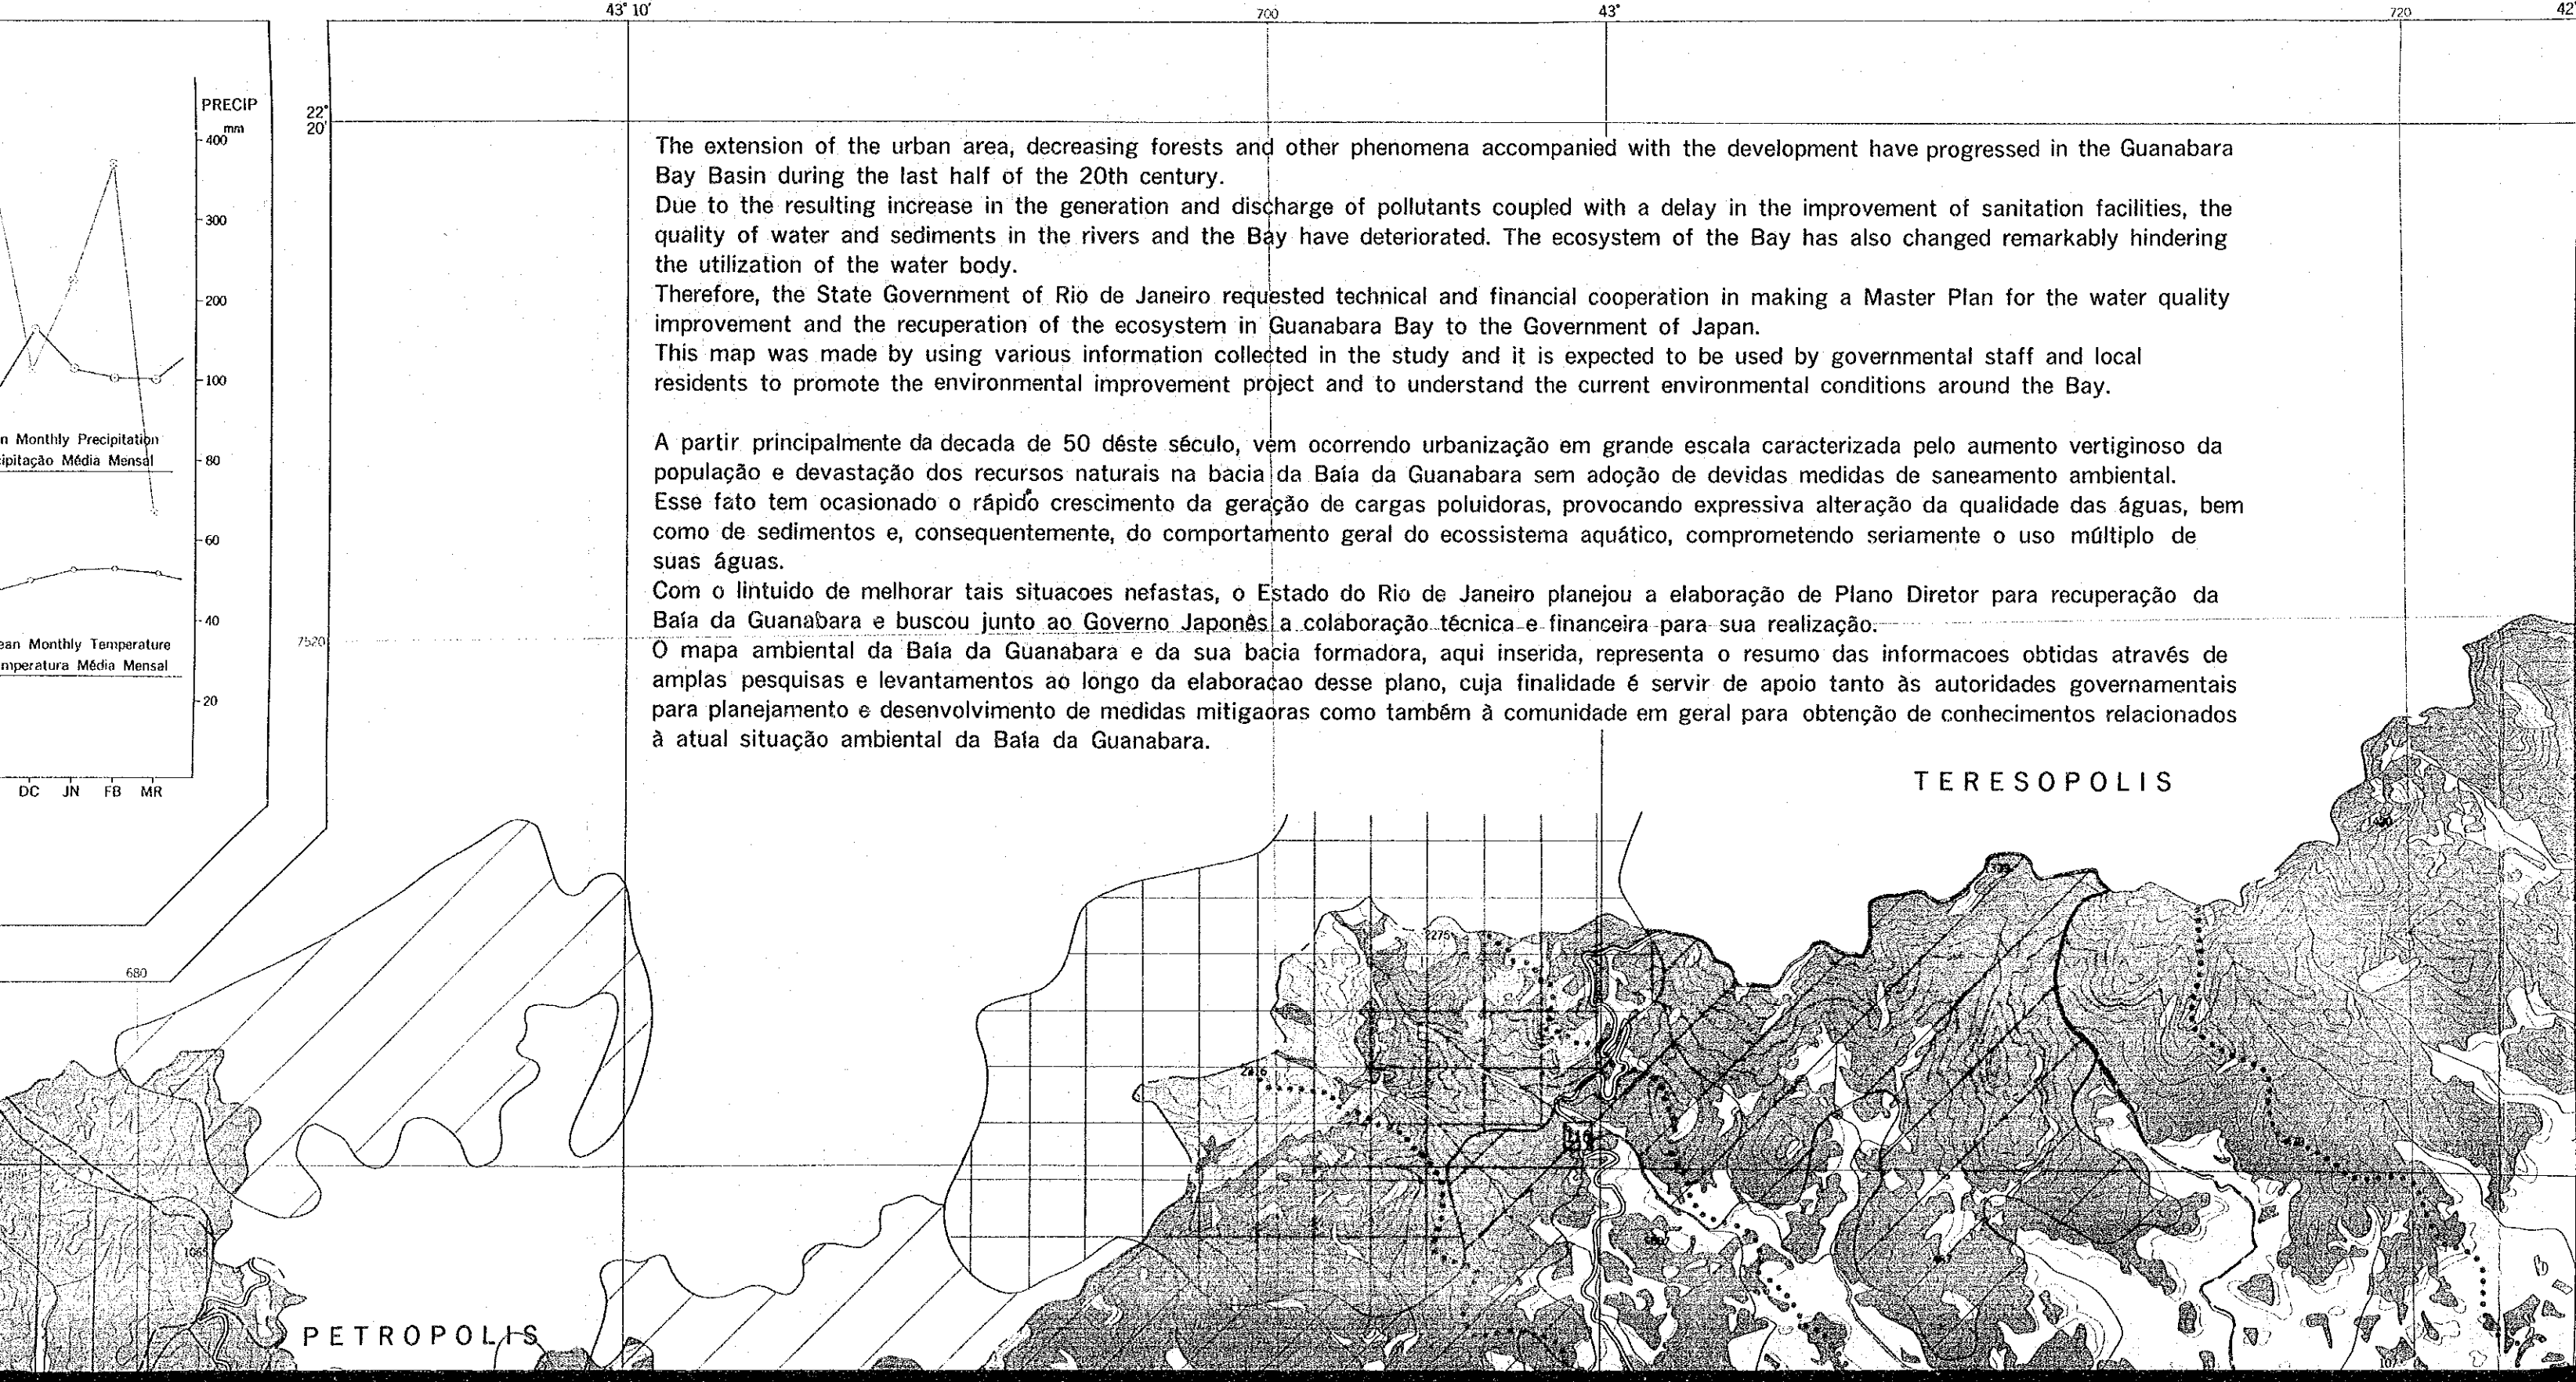 43° 10′
700
43°
720
42°
PRECIP
mm
400
300
200
100
80
60
40
20
22°
20′
n Monthly Precipitation
ipitação Média Mensal
ean Monthly Temperature
mperatura Média Mensal
DC JN FB MR
7520
680
The extension of the urban area, decreasing forests and other phenomena accompanied with the development have progressed in the Guanabara
Bay Basin during the last half of the 20th century.
Due to the resulting increase in the generation and discharge of pollutants coupled with a delay in the improvement of sanitation facilities, the
quality of water and sediments in the rivers and the Bay have deteriorated. The ecosystem of the Bay has also changed remarkably hindering
the utilization of the water body.
Therefore, the State Government of Rio de Janeiro requested technical and financial cooperation in making a Master Plan for the water quality
improvement and the recuperation of the ecosystem in Guanabara Bay to the Government of Japan.
This map was made by using various information collected in the study and it is expected to be used by governmental staff and local
residents to promote the environmental improvement project and to understand the current environmental conditions around the Bay.
A partir principalmente da decada de 50 déste século, vem ocorrendo urbanização em grande escala caracterizada pelo aumento vertiginoso da
população e devastação dos recursos naturais na bacia da Baía da Guanabara sem adoção de devidas medidas de saneamento ambiental.
Esse fato tem ocasionado o rápido crescimento da geração de cargas poluidoras, provocando expressiva alteração da qualidade das águas, bem
como de sedimentos e, consequentemente, do comportamento geral do ecossistema aquático, comprometendo seriamente o uso múltiplo de
suas águas.
Com o lintuido de melhorar tais situacoes nefastas, o Estado do Rio de Janeiro planejou a elaboração de Plano Diretor para recuperação da
Baía da Guanabara e buscou junto ao Governo Japonês a colaboração técnica e financeira para sua realização.
O mapa ambiental da Baía da Guanabara e da sua bacia formadora, aqui inserida, representa o resumo das informacoes obtidas através de
amplas pesquisas e levantamentos ao longo da elaboraçao desse plano, cuja finalidade é servir de apoio tanto às autoridades governamentais
para planejamento e desenvolvimento de medidas mitigaoras como também à comunidade em geral para obtenção de conhecimentos relacionados
à atual situação ambiental da Baía da Guanabara.
TERESOPOLIS
2275
PETROPOLIS